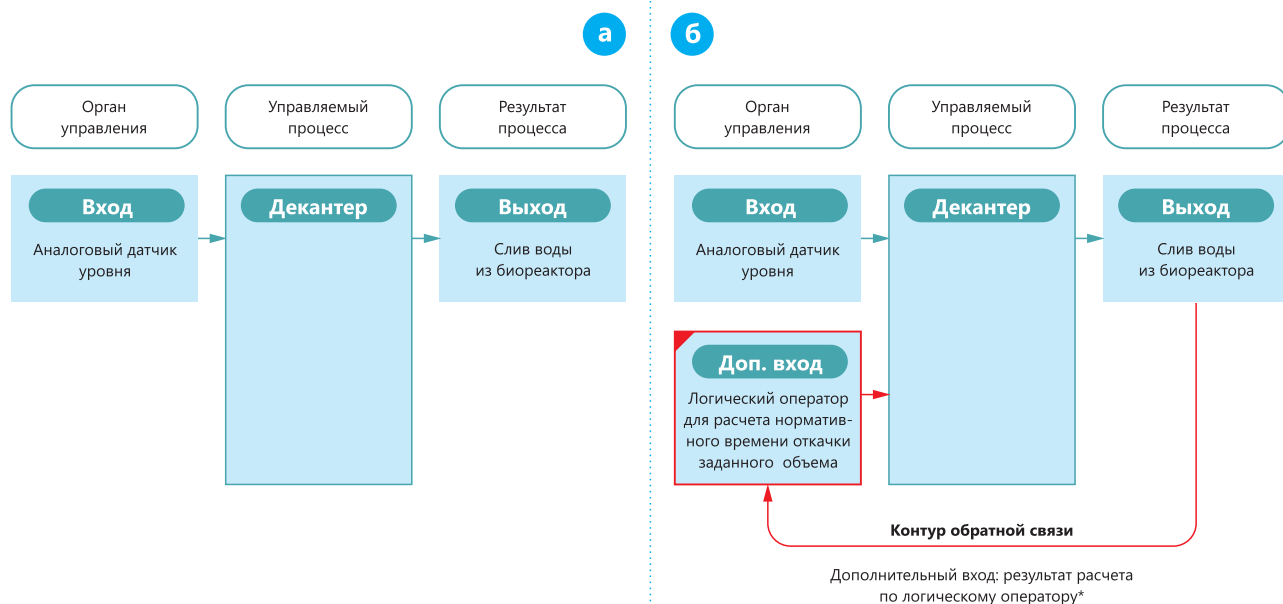 а
Орган
управления
Управляемый
процесс
Результат
процесса
Вход
Аналоговый датчик
уровня
Декантер
Выход
Слив воды
из биореактора
б
Орган
управления
Управляемый
процесс
Результат
процесса
Вход
Аналоговый датчик
уровня
Декантер
Выход
Слив воды
из биореактора
Доп. вход
Логический оператор
для расчета норматив-
ного времени откачки
заданного объема
Контур обратной связи
Дополнительный вход: результат расчета
по логическому оператору*